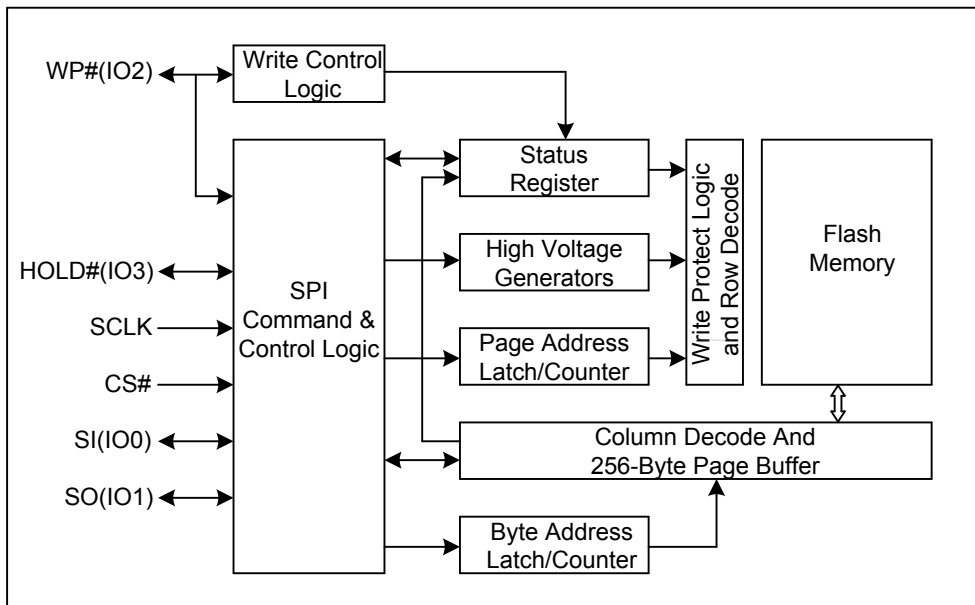 WP#(IO2)
Write Control
Logic
Status
Register
Write Protect Logic
and Row Decode
Flash
Memory
HOLD#(IO3)
High Voltage
Generators
SPI
Command &
Control Logic
SCLK
Page Address
Latch/Counter
CS#
SI(IO0)
Column Decode And
256-Byte Page Buffer
SO(IO1)
Byte Address
Latch/Counter